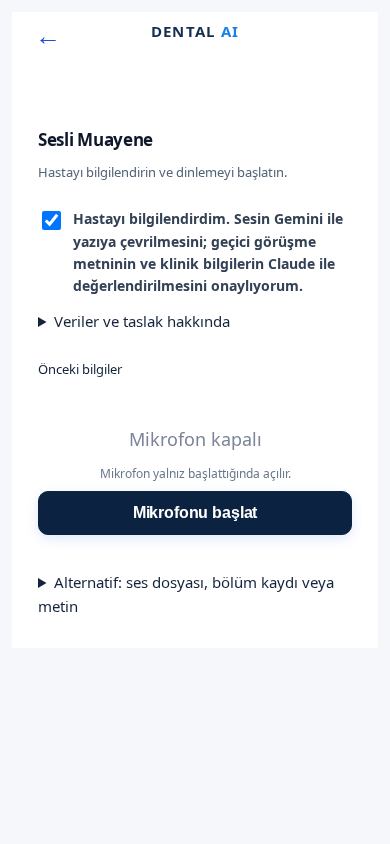 ←
DENTAL AI
Sesli Muayene
Hastayı bilgilendirin ve dinlemeyi başlatın.
Hastayı bilgilendirdim. Sesin Gemini ile
yazıya çevrilmesini; geçici görüşme
metninin ve klinik bilgilerin Claude ile
değerlendirilmesini onaylıyorum.
▶ Veriler ve taslak hakkında
Önceki bilgiler
Mikrofon kapalı
Mikrofon yalnız başlattığında açılır.
Mikrofonu başlat
▶ Alternatif: ses dosyası, bölüm kaydı veya
metin